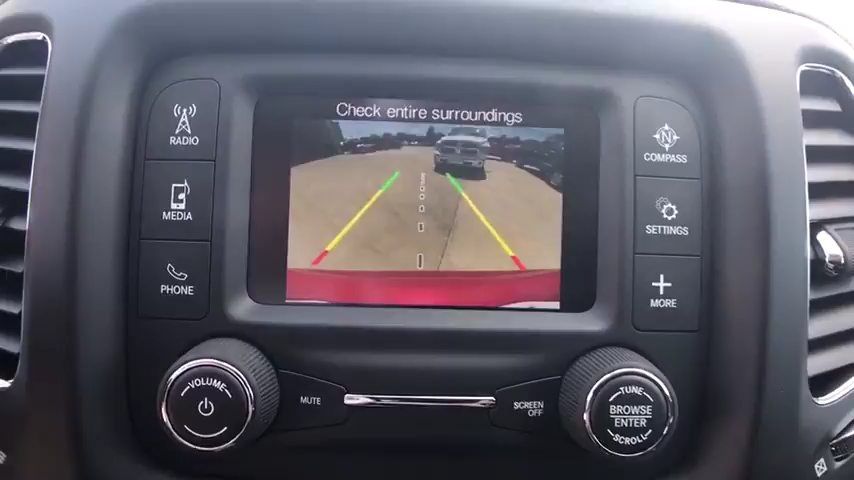 Check entire surroundings
RADIO
MEDIA
PHONE
N
COMPASS
SETTINGS
MORE
VOLUME
MUTE
SCREEN
OFF
TUNE
BROWSE
ENTER
SCROLL